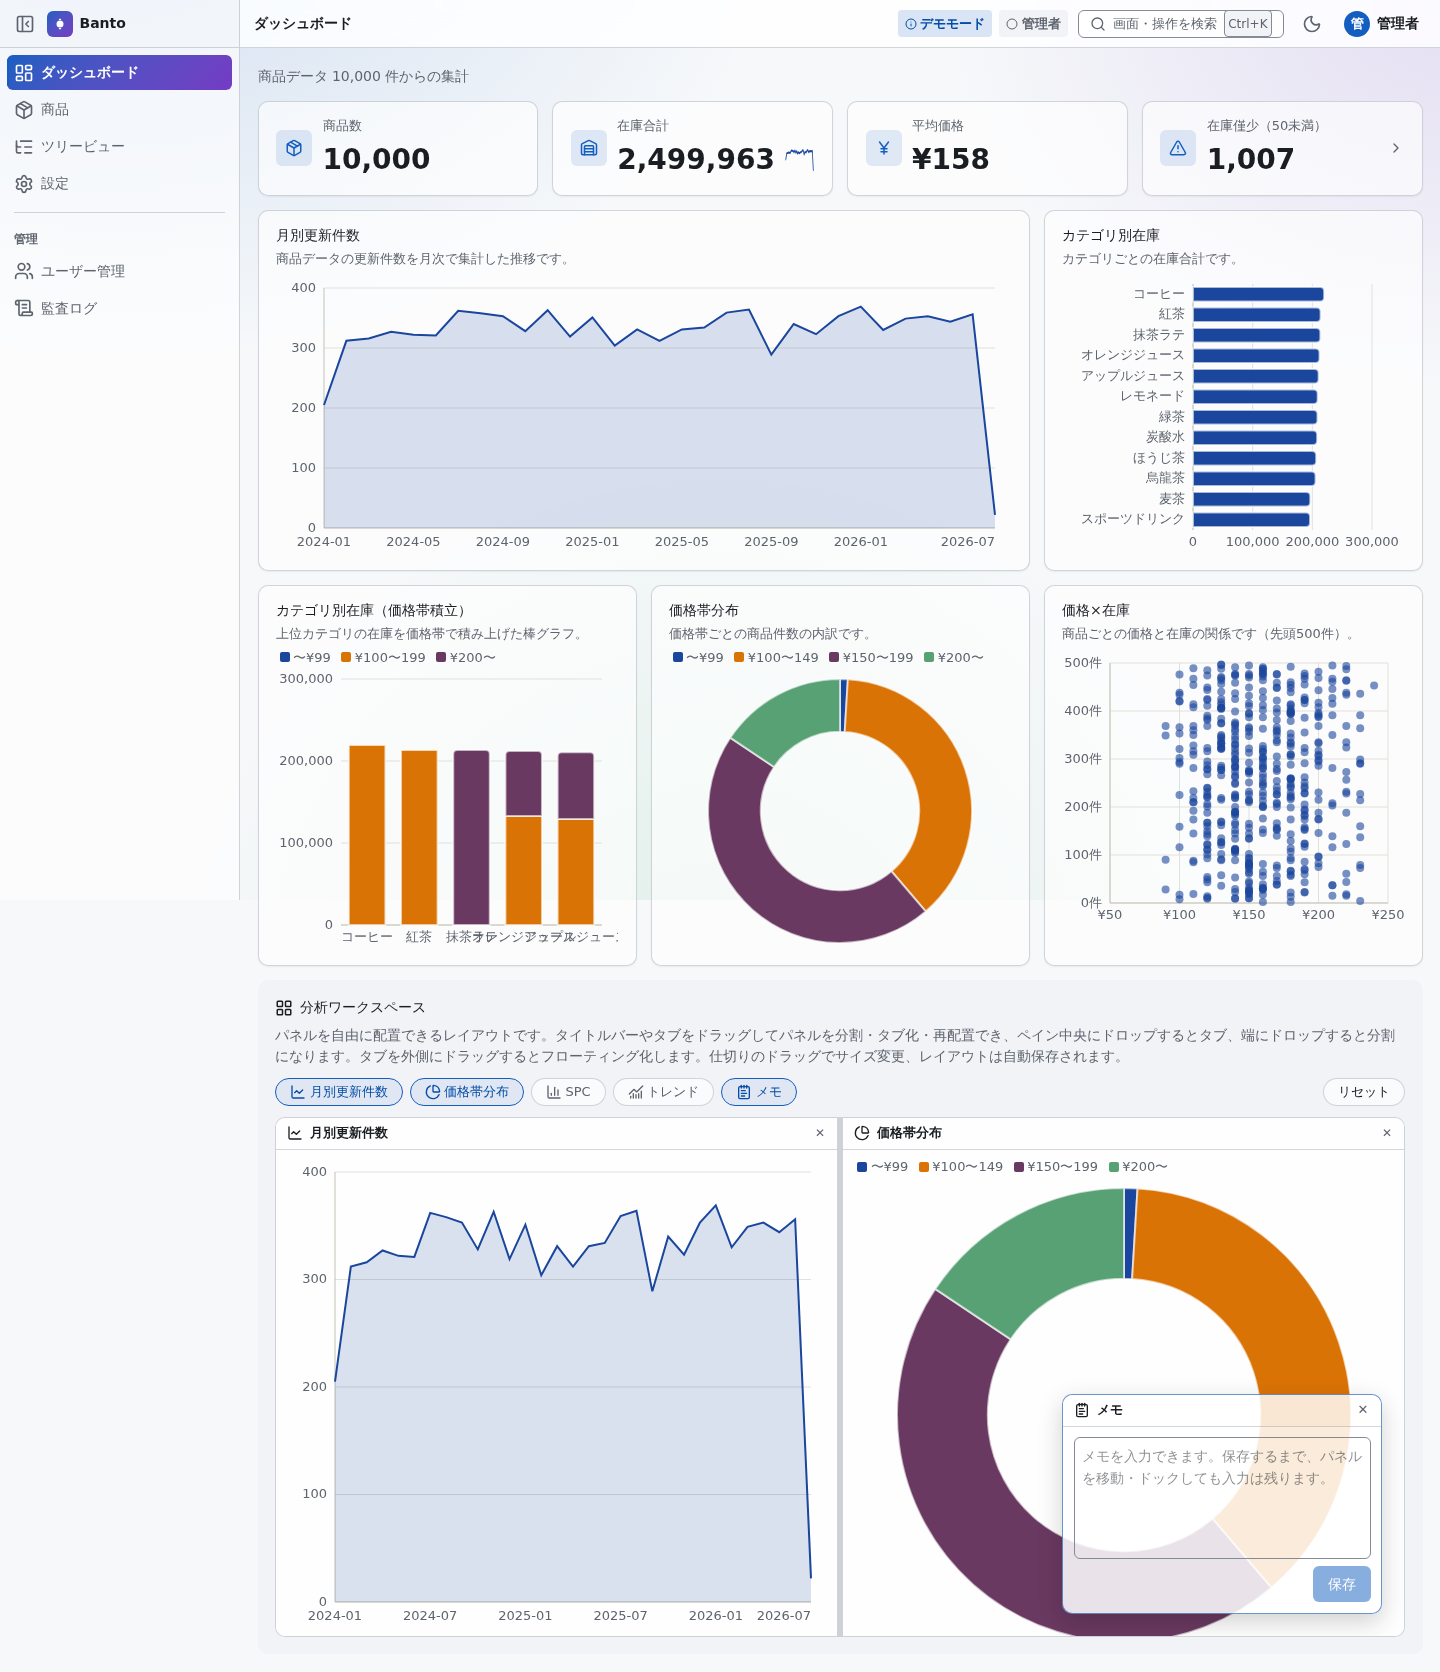 Banto
ダッシュボード
デモモード
管理者
画面・操作を検索
Ctrl+K
管
管理者
ダッシュボード
商品
ツリービュー
設定
管理
ユーザー管理
監査ログ
商品データ 10,000 件からの集計
商品数
10,000
在庫合計
2,499,963
¥
平均価格
¥158
在庫僅少（50未満）
1,007
月別更新件数
商品データの更新件数を月次で集計した推移です。
400
300
200
100
0
2024-01 2024-05 2024-09 2025-01 2025-05 2025-09 2026-01 2026-07
カテゴリ別在庫
カテゴリごとの在庫合計です。
コーヒー
紅茶
抹茶ラテ
オレンジジュース
アップルジュース
レモネード
緑茶
炭酸水
ほうじ茶
烏龍茶
麦茶
スポーツドリンク
0 100,000 200,000 300,000
カテゴリ別在庫（価格帯積立）
上位カテゴリの在庫を価格帯で積み上げた棒グラフ。
〜¥99 ¥100〜199 ¥200〜
300,000
200,000
100,000
0
コーヒー 紅茶 抹茶ラテ オレンジジュース アップルジュース
価格帯分布
価格帯ごとの商品件数の内訳です。
〜¥99 ¥100〜149 ¥150〜199 ¥200〜
価格×在庫
商品ごとの価格と在庫の関係です（先頭500件）。
500件
400件
300件
200件
100件
0件
¥50 ¥100 ¥150 ¥200 ¥250
分析ワークスペース
パネルを自由に配置できるレイアウトです。タイトルバーやタブをドラッグしてパネルを分割・タブ化・再配置でき、ペイン中央にドロップするとタブ、端にドロップすると分割
になります。タブを外側にドラッグするとフローティング化します。仕切りのドラッグでサイズ変更、レイアウトは自動保存されます。
月別更新件数
価格帯分布
SPC
トレンド
メモ
リセット
月別更新件数
×
400
300
200
100
0
2024-01 2024-07 2025-01 2025-07 2026-01 2026-07
価格帯分布
×
〜¥99 ¥100〜149 ¥150〜199 ¥200〜
メモ
×
メモを入力できます。保存するまで、パネル
を移動・ドックしても入力は残ります。
保存